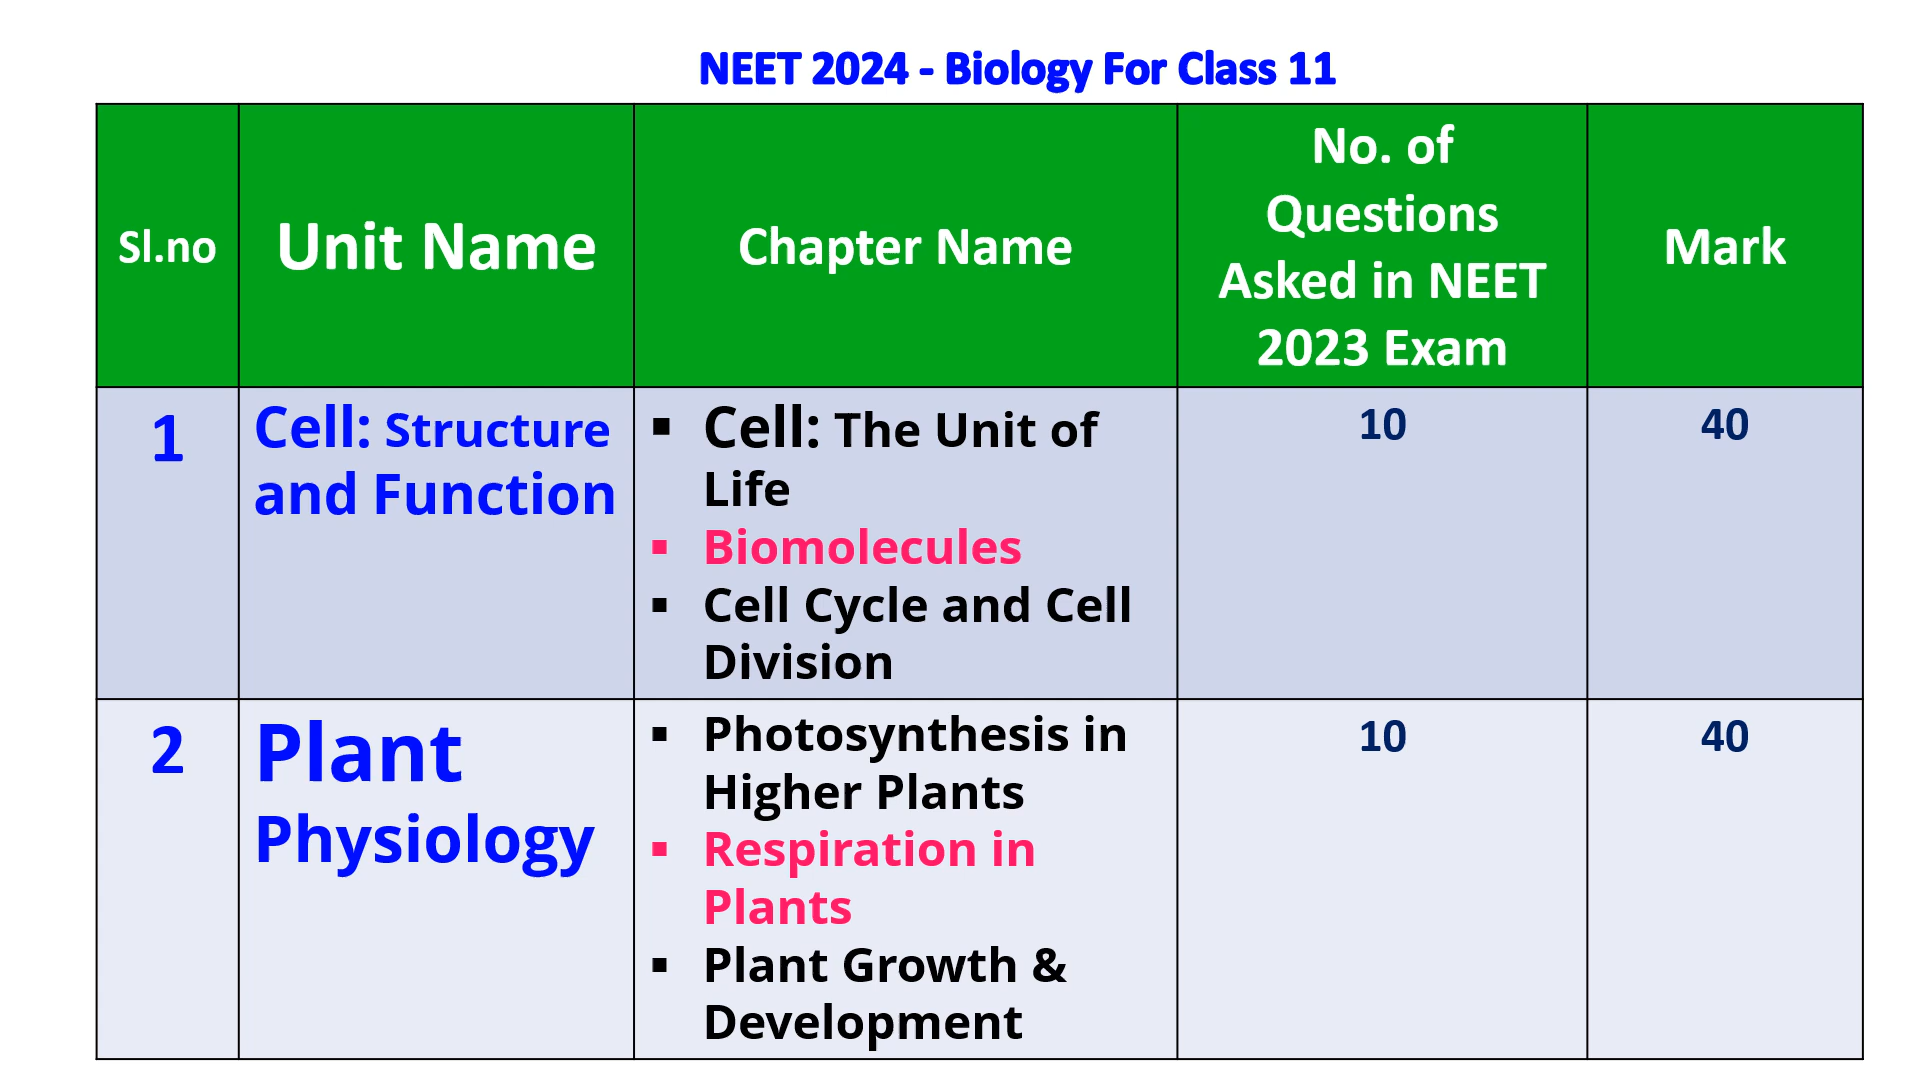 NEET 2024 - Biology For Class 11
Sl.no
Unit Name
Chapter Name
No. of
Questions
Asked in NEET
2023 Exam
Mark
1
Cell: Structure
and Function
▪ Cell: The Unit of
Life
▪ Biomolecules
▪ Cell Cycle and Cell
Division
10
40
2
Plant
Physiology
▪ Photosynthesis in
Higher Plants
▪ Respiration in
Plants
▪ Plant Growth &
Development
10
40